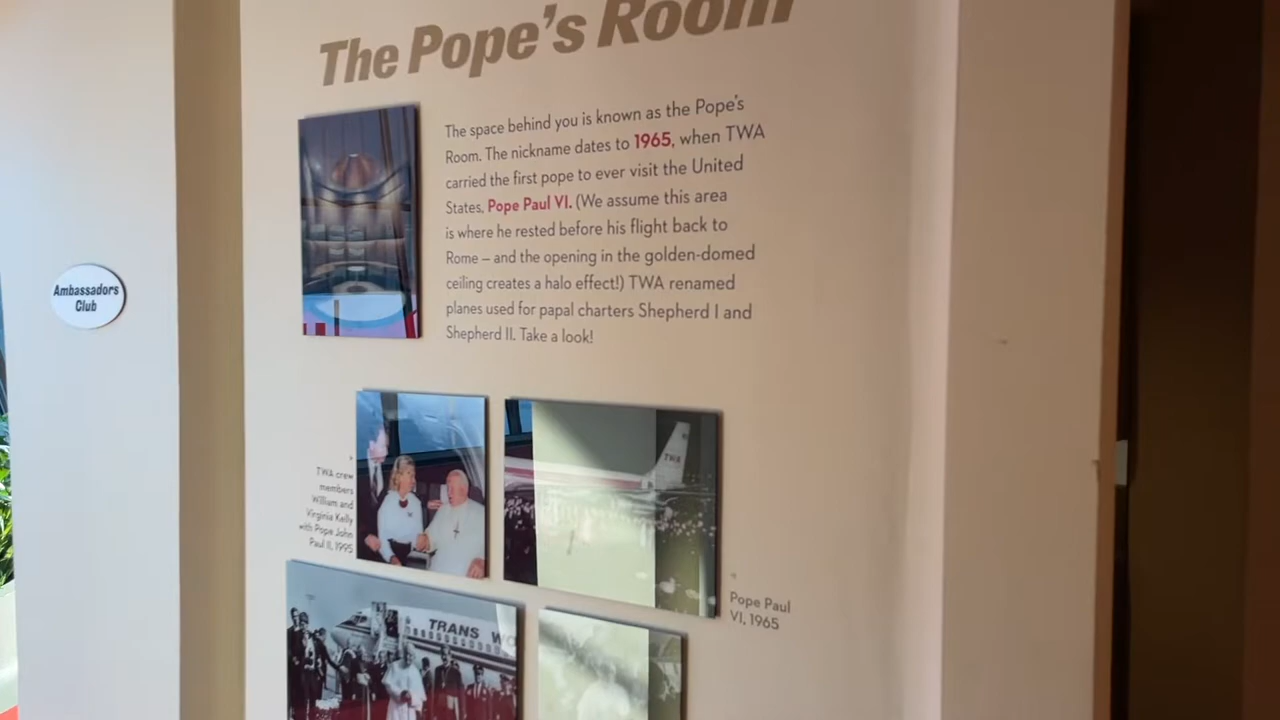 The Pope's Room
The space behind you is known as the Pope's
Room. The nickname dates to 1965, when TWA
carried the first pope to ever visit the United
States, Pope Paul VI. (We assume this area
is where he rested before his flight back to
Rome – and the opening in the golden-domed
ceiling creates a halo effect!) TWA renamed
planes used for papal charters Shepherd I and
Shepherd II. Take a look!
Ambassadors
Club
TWA crew
members
William and
Virginia Kelly
with Pope John
Paul II, 1995
TWA
Pope Paul
VI, 1965
TRANS WO